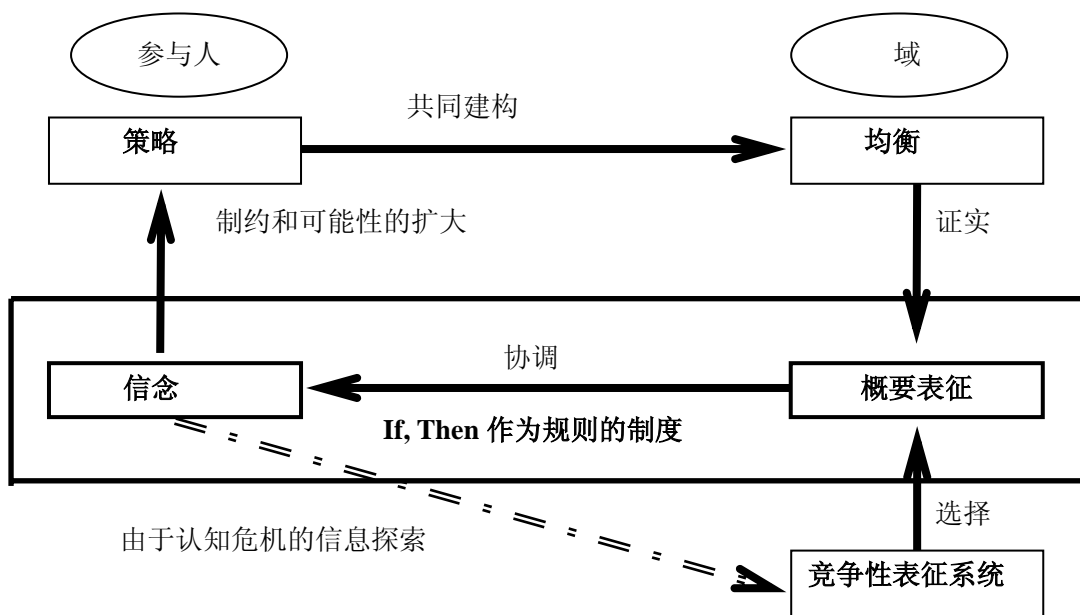 参与人
域
共同建构
策略
均衡
制约和可能性的扩大
证实
协调
信念
概要表征
If, Then 作为规则的制度
选择
由于认知危机的信息探索
竞争性表征系统